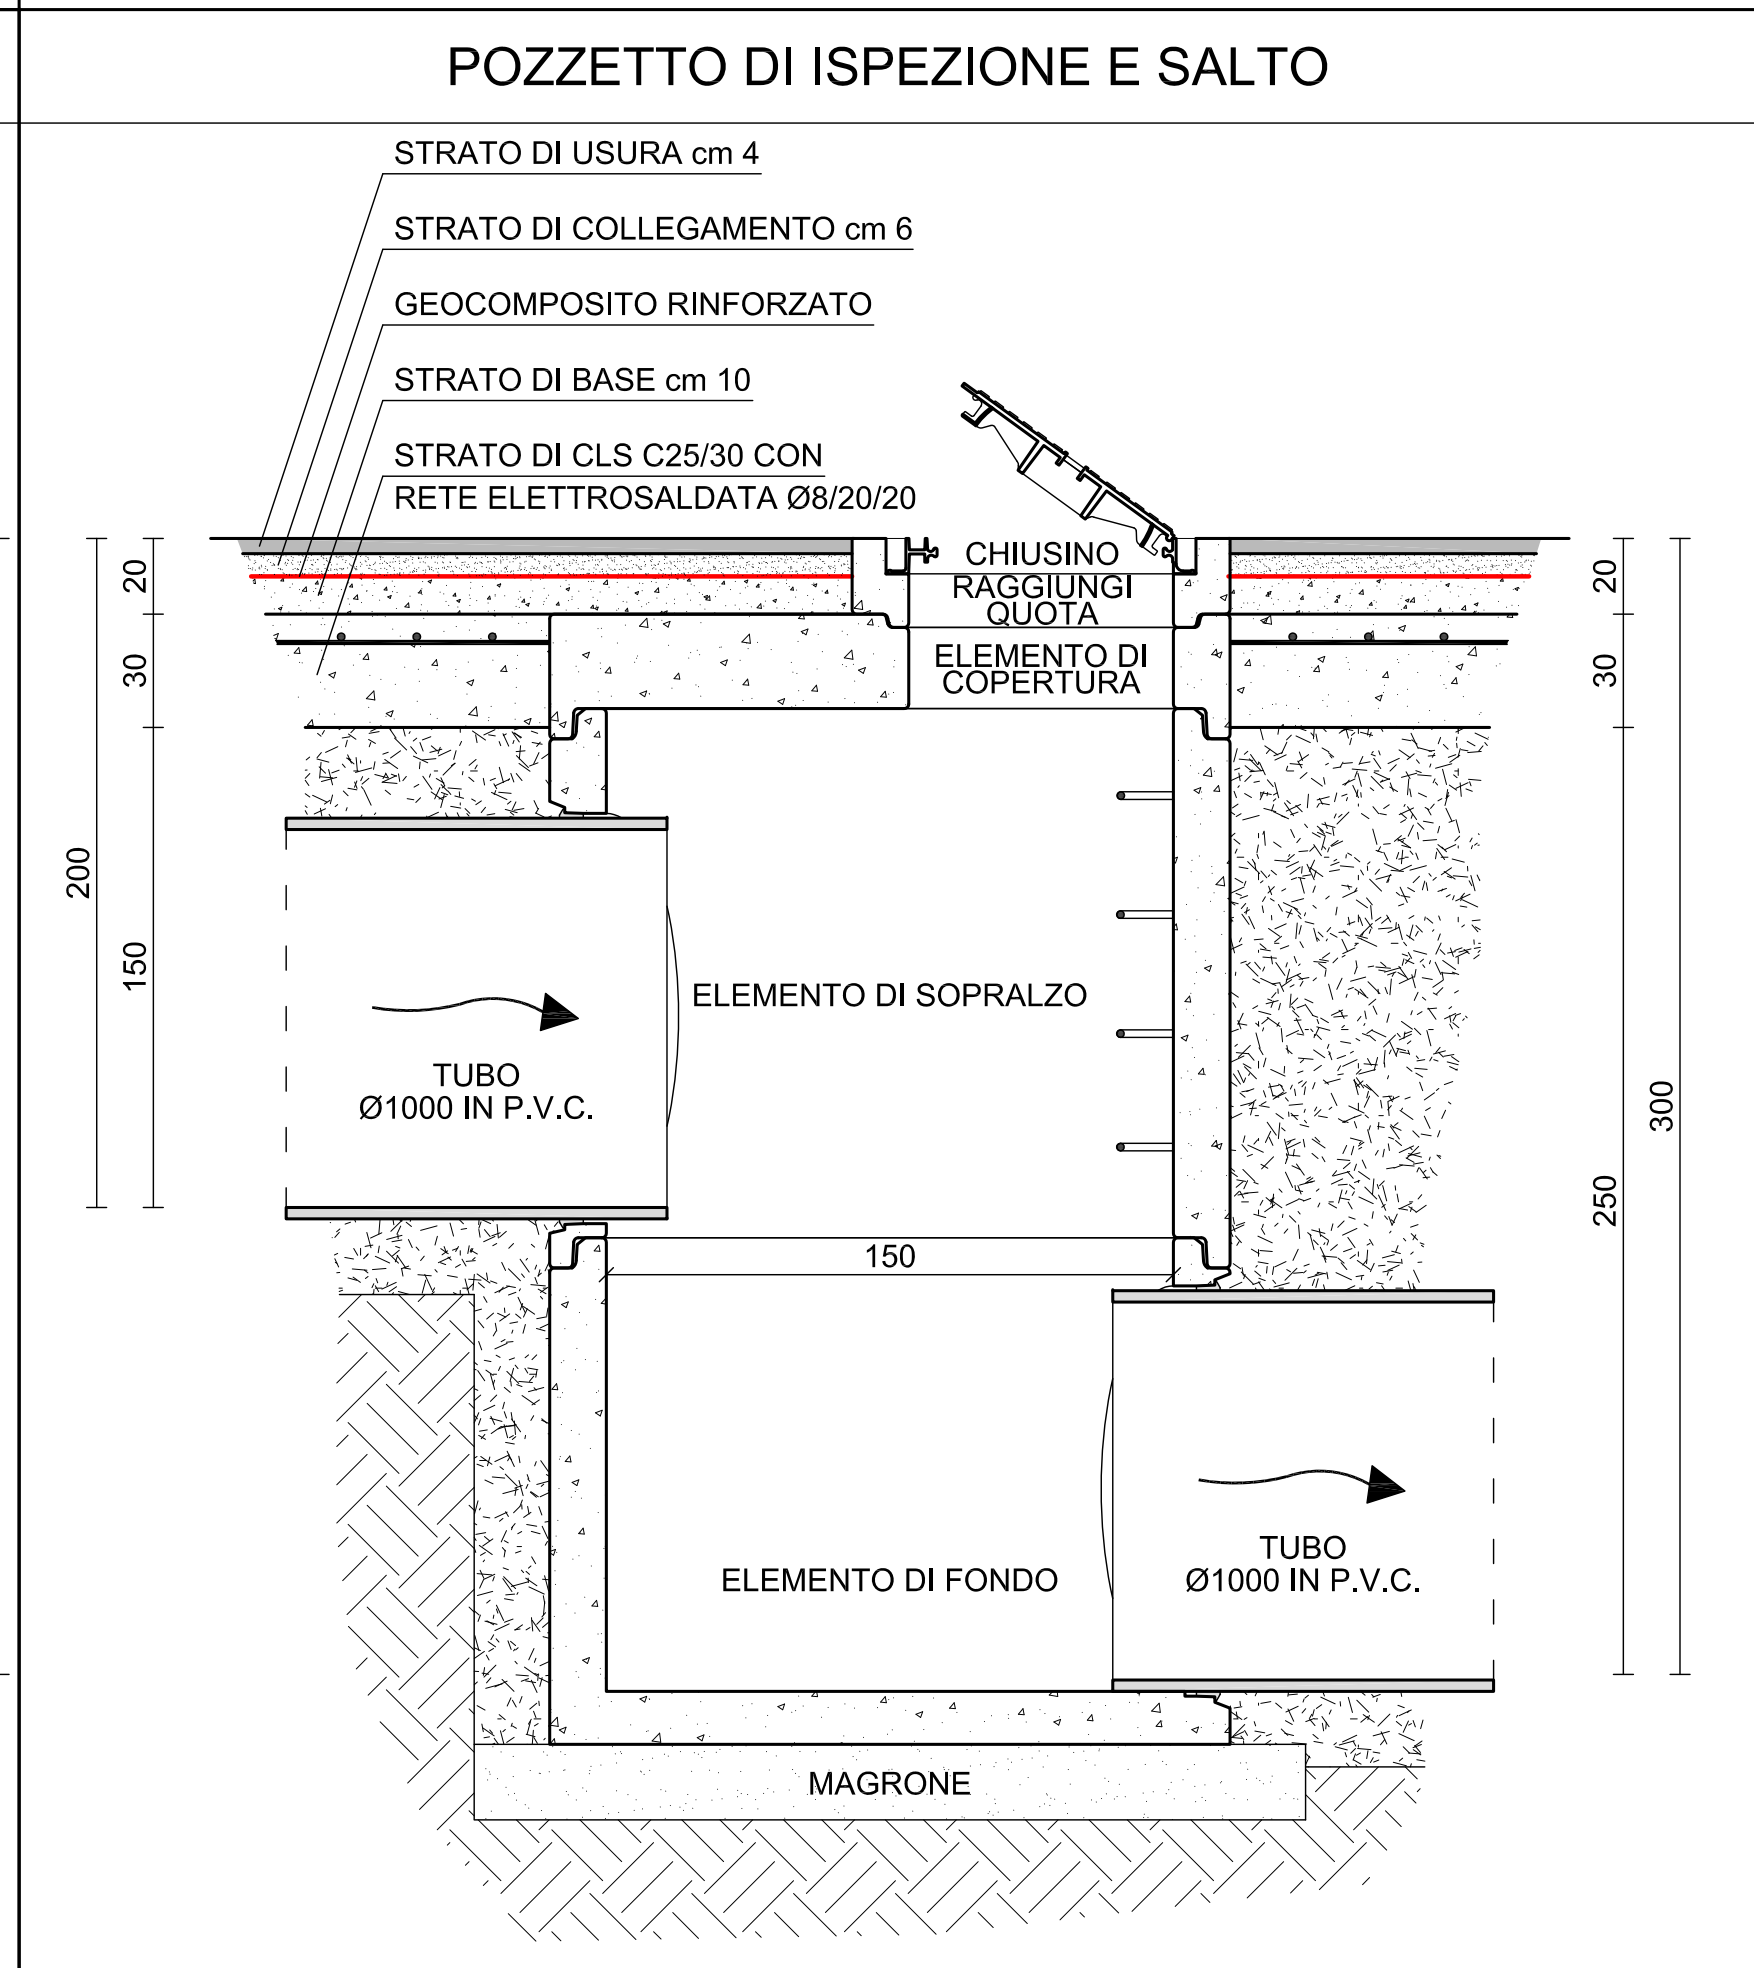 POZZETTO DI ISPEZIONE E SALTO
STRATO DI USURA cm 4
STRATO DI COLLEGAMENTO cm 6
GEOCOMPOSITO RINFORZATO
STRATO DI BASE cm 10
STRATO DI CLS C25/30 CON
RETE ELETTROSALDATA Ø8/20/20
CHIUSINO
RAGGIUNGI
QUOTA
ELEMENTO DI
COPERTURA
20
30
200
150
20
30
300
250
ELEMENTO DI SOPRALZO
TUBO
Ø1000 IN P.V.C.
150
TUBO
Ø1000 IN P.V.C.
ELEMENTO DI FONDO
MAGRONE